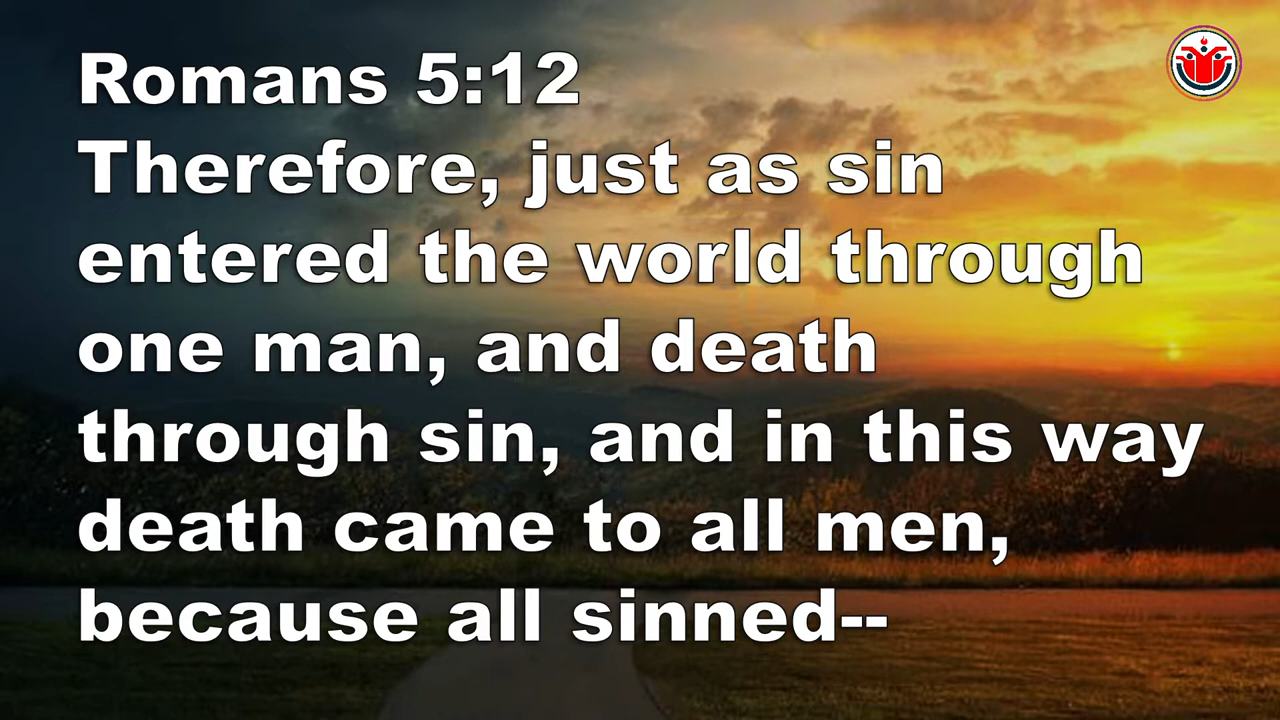 Romans 5:12
Therefore, just as sin
entered the world through
one man, and death
through sin, and in this way
death came to all men,
because all sinned--